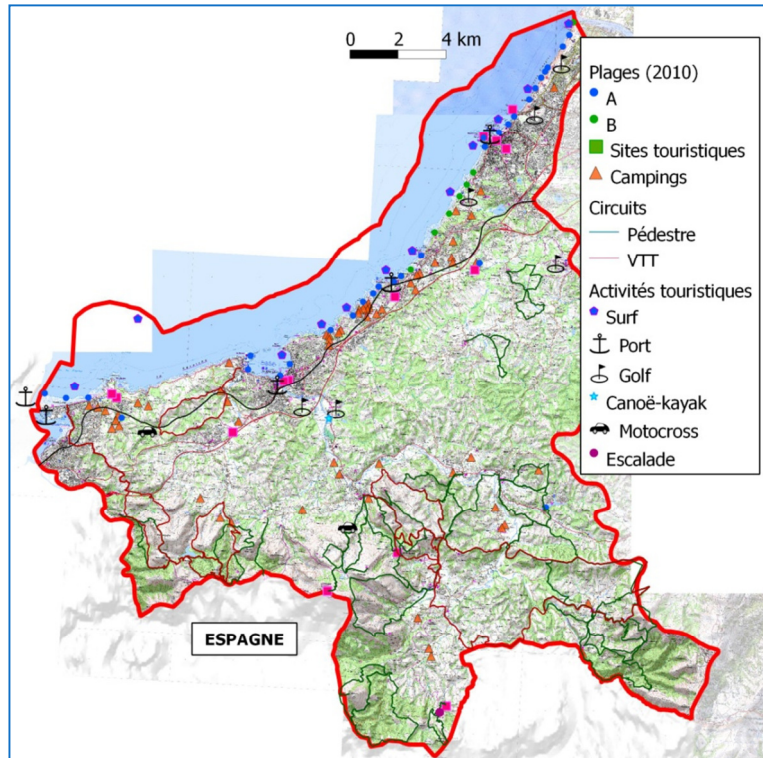 0 2 4 km
Plages (2010)
A
B
Sites touristiques
Campings
Circuits
Pédestre
VTT
Activités touristiques
Surf
Port
Golf
Canoë-kayak
Motocross
Escalade
ESPAGNE